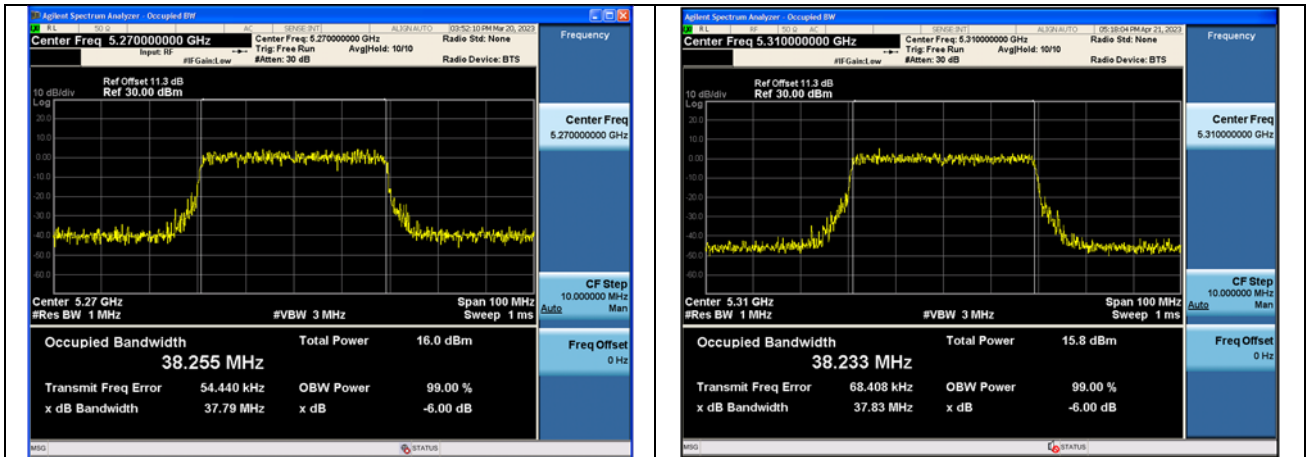 Agilent Spectrum Analyzer - Occupied BW
RL 50 Ω AC SENSE:INT ALIGN AUTO 03:52:10 PM Mar 20, 2023
Center Freq 5.270000000 GHz
Input: RF
#IFGain:Low
Center Freq: 5.270000000 GHz
Trig: Free Run Avg|Hold: 10/10
#Atten: 30 dB
Radio Std: None
Radio Device: BTS
Ref Offset 11.3 dB
10 dB/div Ref 30.00 dBm
Log
20.0
10.0
0.00
-10.0
-20.0
-30.0
-40.0
-50.0
-60.0
Center 5.27 GHz Span 100 MHz
#Res BW 1 MHz #VBW 3 MHz Sweep 1 ms
Occupied Bandwidth Total Power 16.0 dBm
38.255 MHz
Transmit Freq Error 54.440 kHz OBW Power 99.00 %
x dB Bandwidth 37.79 MHz x dB -6.00 dB
MSG STATUS
Frequency
Center Freq
5.270000000 GHz
CF Step
10.000000 MHz
Auto Man
Freq Offset
0 Hz
Agilent Spectrum Analyzer - Occupied BW
RL RF 50 Ω AC SENSE:INT ALIGN AUTO 05:18:04 PM Apr 21, 2023
Center Freq 5.310000000 GHz
#IFGain:Low
Center Freq: 5.310000000 GHz
Trig: Free Run Avg|Hold: 10/10
#Atten: 30 dB
Radio Std: None
Radio Device: BTS
Ref Offset 11.3 dB
10 dB/div Ref 30.00 dBm
Log
20.0
10.0
0.00
-10.0
-20.0
-30.0
-40.0
-50.0
-60.0
Center 5.31 GHz Span 100 MHz
#Res BW 1 MHz #VBW 3 MHz Sweep 1 ms
Occupied Bandwidth Total Power 15.8 dBm
38.233 MHz
Transmit Freq Error 68.408 kHz OBW Power 99.00 %
x dB Bandwidth 37.83 MHz x dB -6.00 dB
MSG STATUS
Frequency
Center Freq
5.310000000 GHz
CF Step
10.000000 MHz
Auto Man
Freq Offset
0 Hz